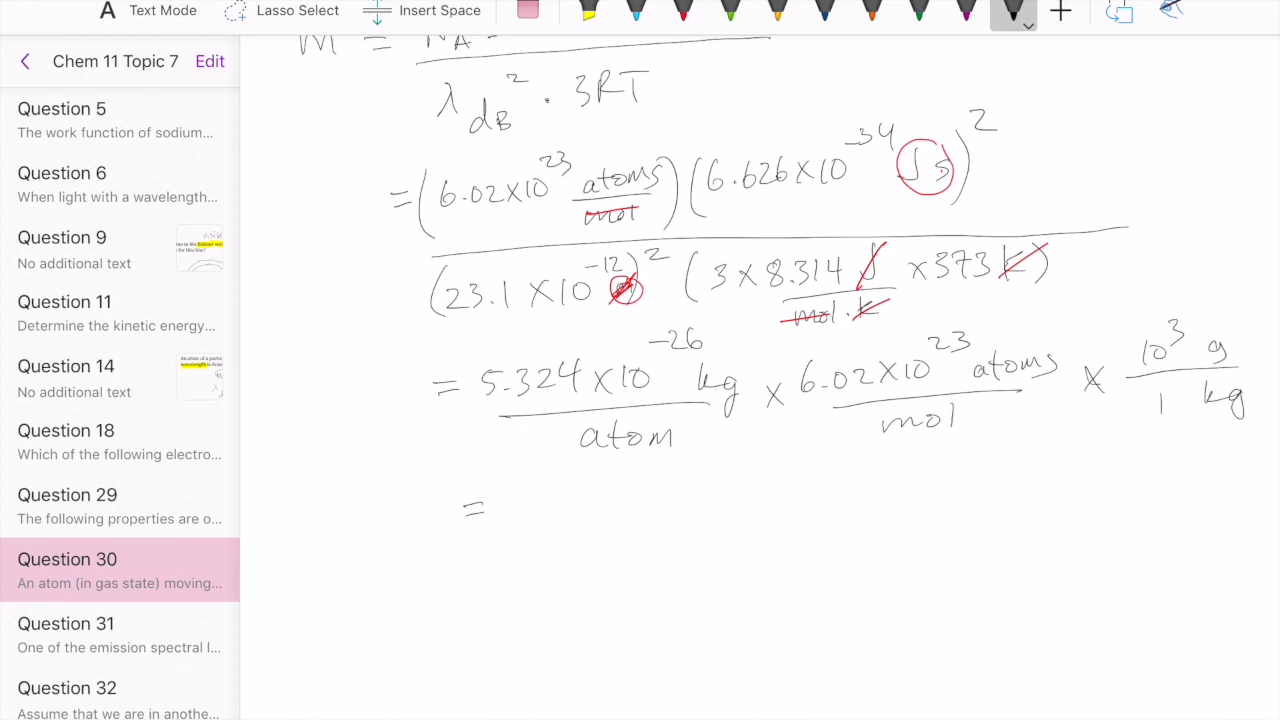 A Text Mode Lasso Select Insert Space
Chem 11 Topic 7 Edit
Question 5
The work function of sodium...
Question 6
When light with a wavelength...
Question 9
No additional text
Question 11
Determine the kinetic energy...
Question 14
No additional text
Question 18
Which of the following electro...
Question 29
The following properties are o...
Question 30
An atom (in gas state) moving...
Question 31
One of the emission spectral l...
Question 32
Assume that we are in anothe...
m = N_A
λ_dB² · 3RT
= (6.02×10²³ atoms/mol)(6.626×10⁻³⁴ Js)²
(23.1×10⁻¹² m)² (3×8.314 J/mol.k ×373 k)
= 5.324×10⁻²⁶ kg/atom × 6.02×10²³ atoms/mol × 10³ g/1 kg
=